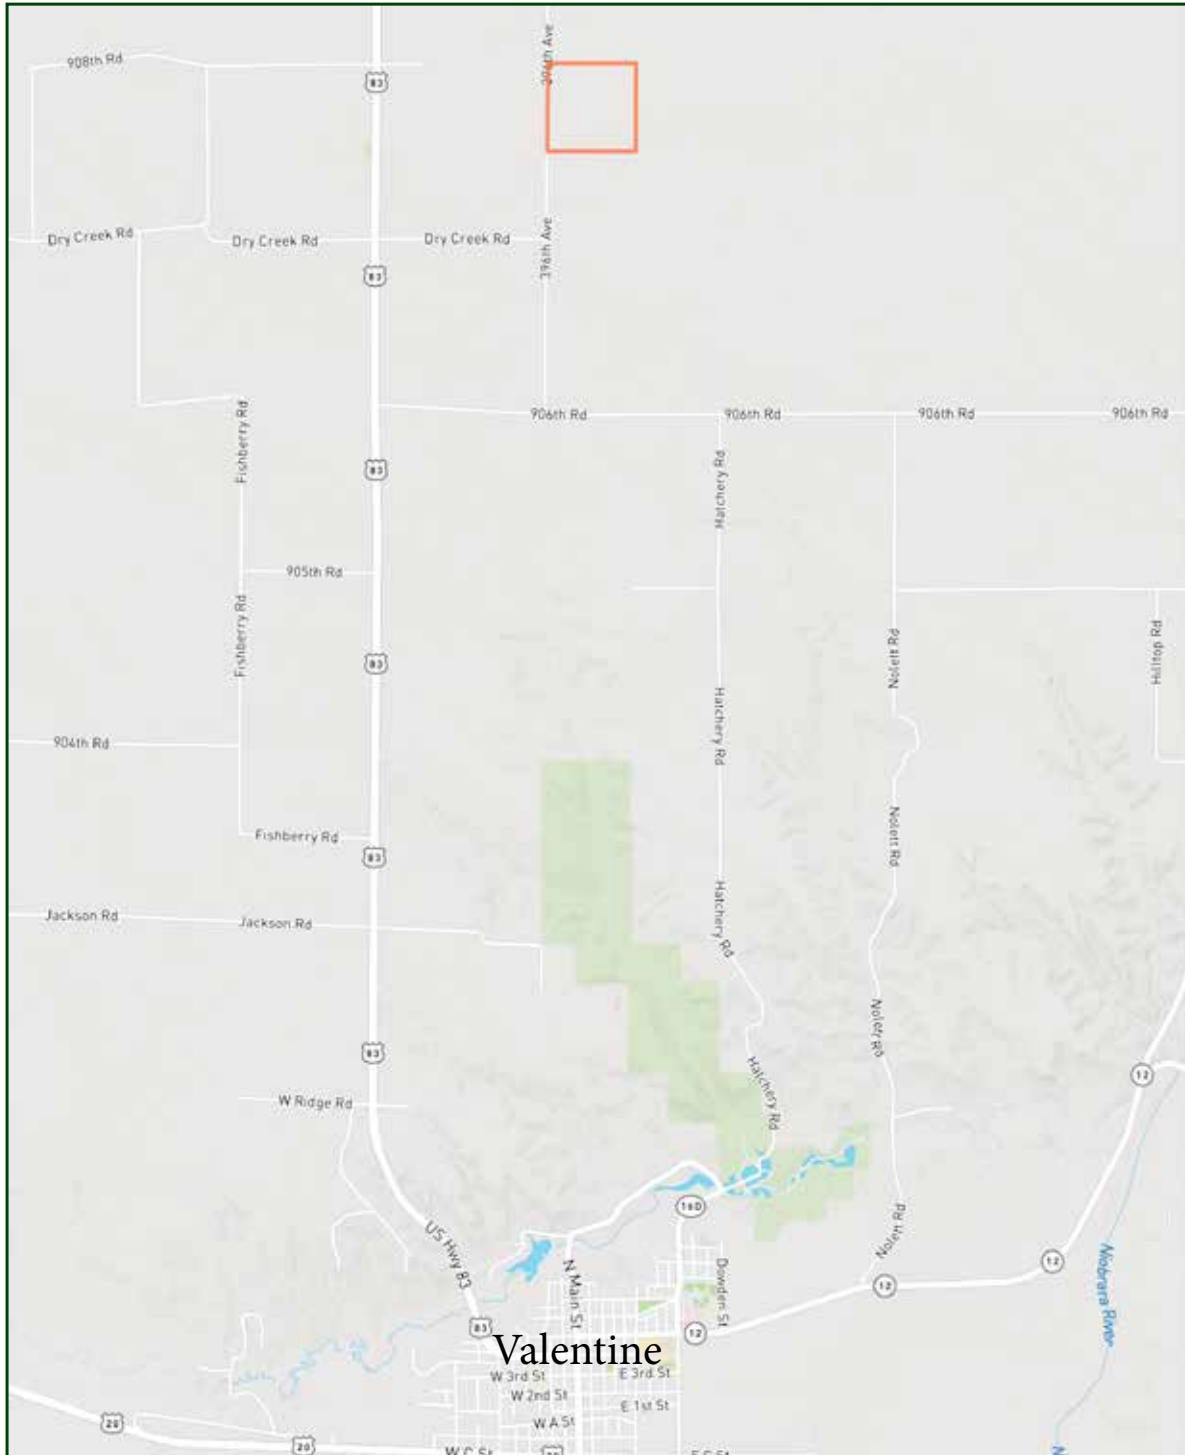 396th Ave
908th Rd
83
Dry Creek Rd
Dry Creek Rd
Dry Creek Rd
396th Ave
83
906th Rd
906th Rd
906th Rd
906th Rd
Fishberry Rd
83
Hatchery Rd
905th Rd
Fishberry Rd
83
Nolett Rd
Hilltop Rd
Hatchery Rd
904th Rd
Fishberry Rd
83
Nolett Rd
Jackson Rd
Jackson Rd
Hatchery Rd
Nolett Rd
83
12
W Ridge Rd
Hatchery Rd
16D
Nolett Rd
US Hwy 83
N Main St
Dowden St
12
12
Niobrara River
83
12
Valentine
W 3rd St
E 3rd St
W 2nd St
E 1st St
W A St
20
20
W C St
N